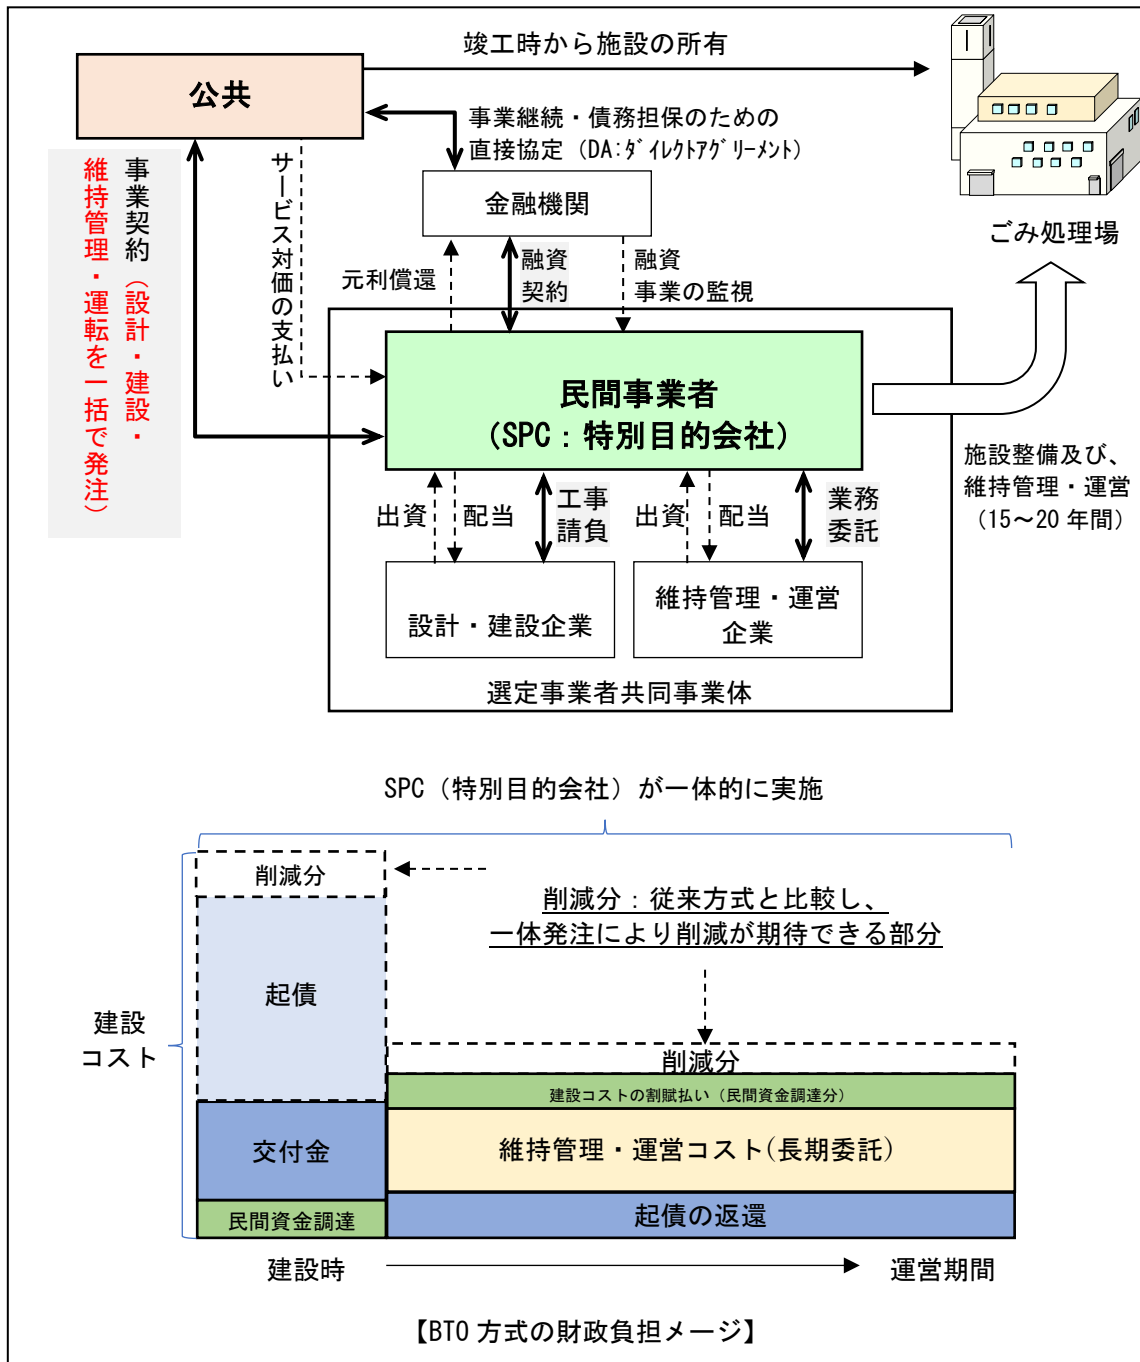 竣工時から施設の所有
公共
事業継続・債務担保のための
直接協定（DA:ﾀﾞｲﾚｸﾄｱｸﾞﾘｰﾒﾝﾄ）
事業契約（設計・建設・
維持管理・運転を一括で発注）
サービス対価の支払い
金融機関
ごみ処理場
元利償還
融資
契約
融資
事業の監視
民間事業者
（SPC：特別目的会社）
施設整備及び、
維持管理・運営
（15～20 年間）
出資
配当
工事
請負
出資
配当
業務
委託
設計・建設企業
維持管理・運営
企業
選定事業者共同事業体
SPC（特別目的会社）が一体的に実施
削減分
削減分：従来方式と比較し、
一体発注により削減が期待できる部分
起債
建設
コスト
削減分
建設コストの割賦払い（民間資金調達分）
交付金
維持管理・運営コスト(長期委託)
民間資金調達
起債の返還
建設時
運営期間
【BTO 方式の財政負担メージ】